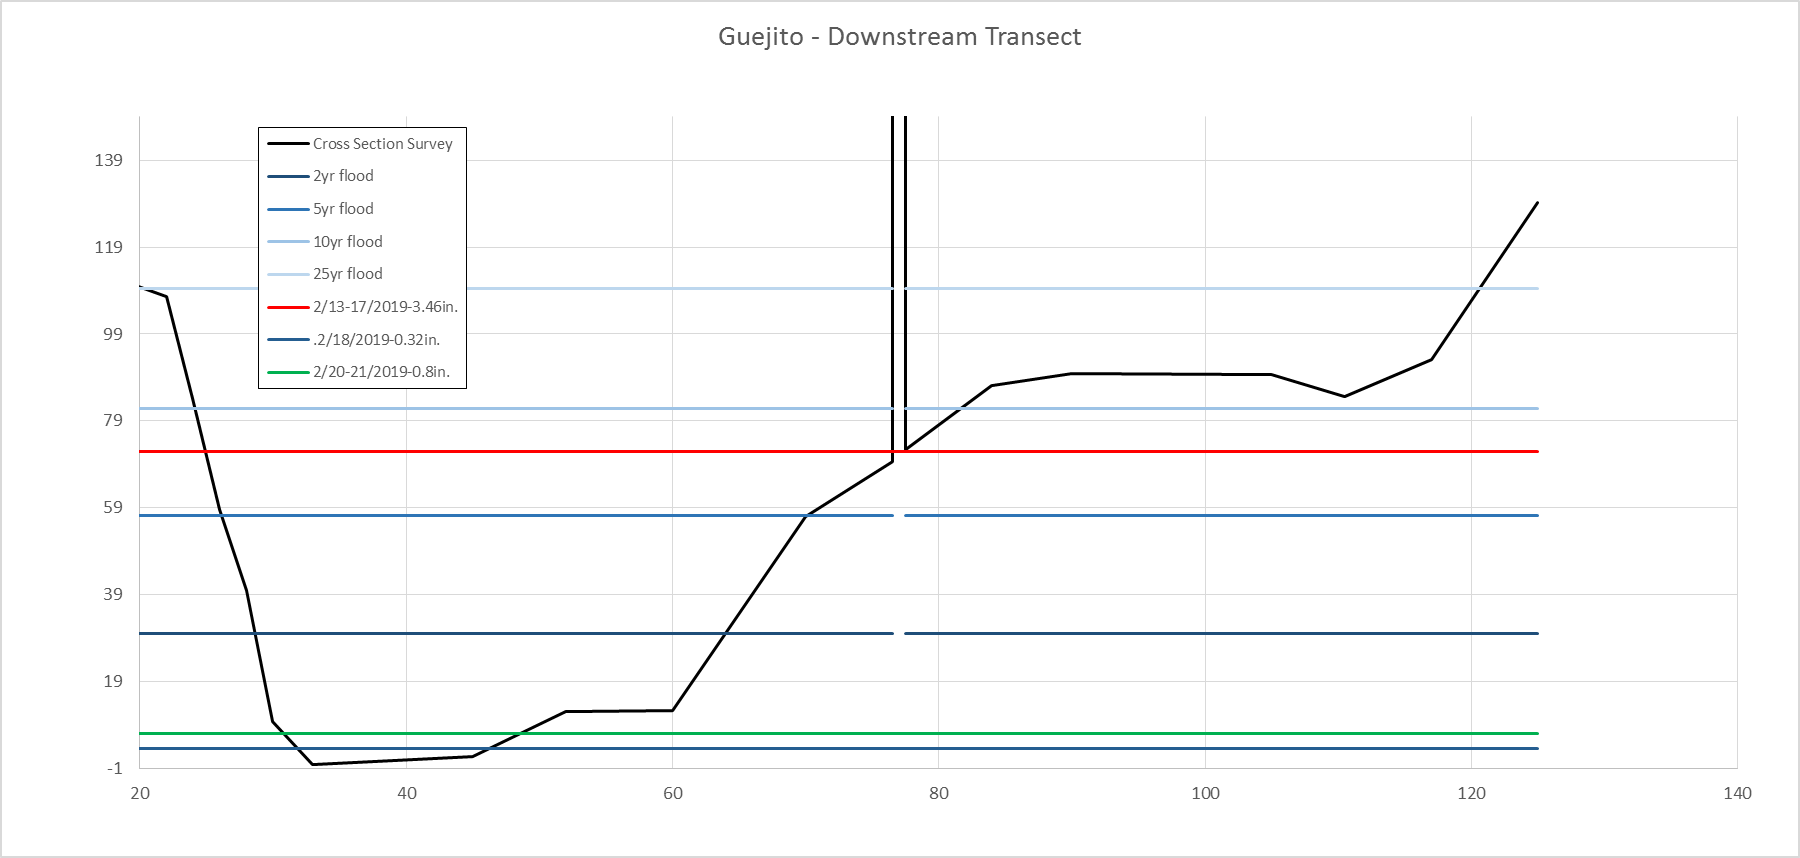 Guejito - Downstream Transect
Cross Section Survey
2yr flood
5yr flood
10yr flood
25yr flood
2/13-17/2019-3.46in.
.2/18/2019-0.32in.
2/20-21/2019-0.8in.
139
119
99
79
59
39
19
-1
20 40 60 80 100 120 140